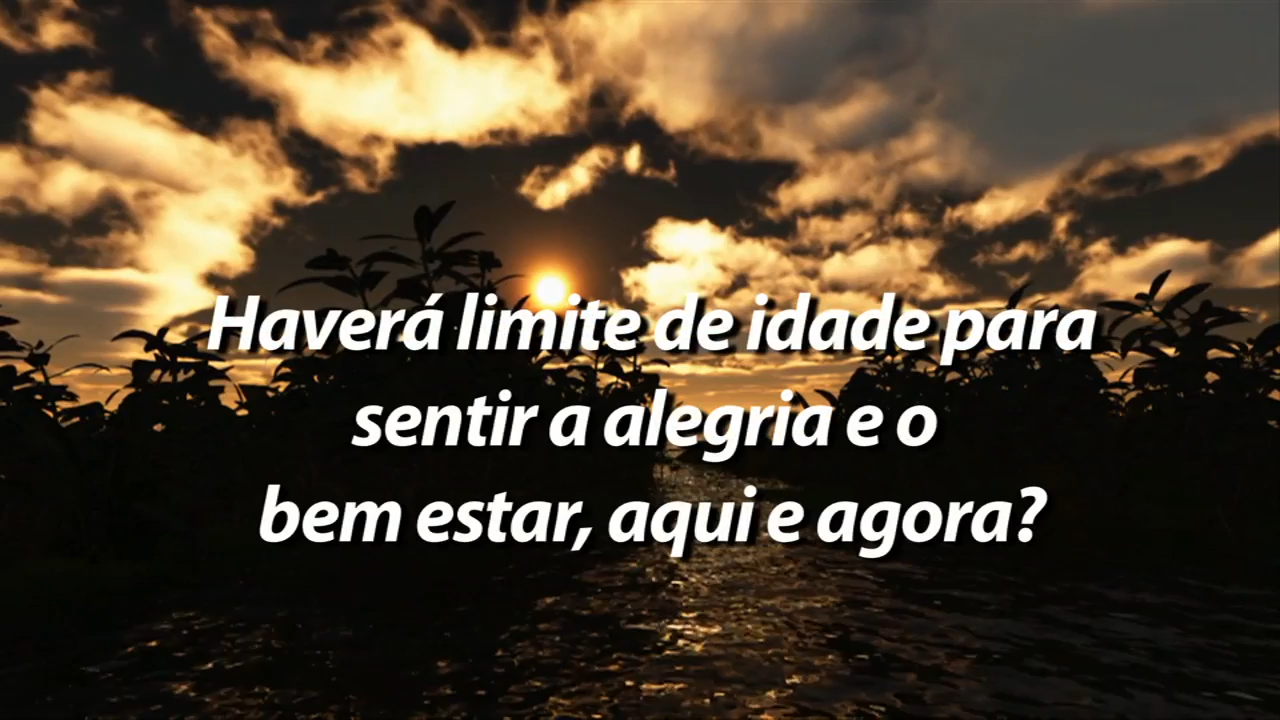 Haverá limite de idade para
sentir a alegria e o
bem estar, aqui e agora?